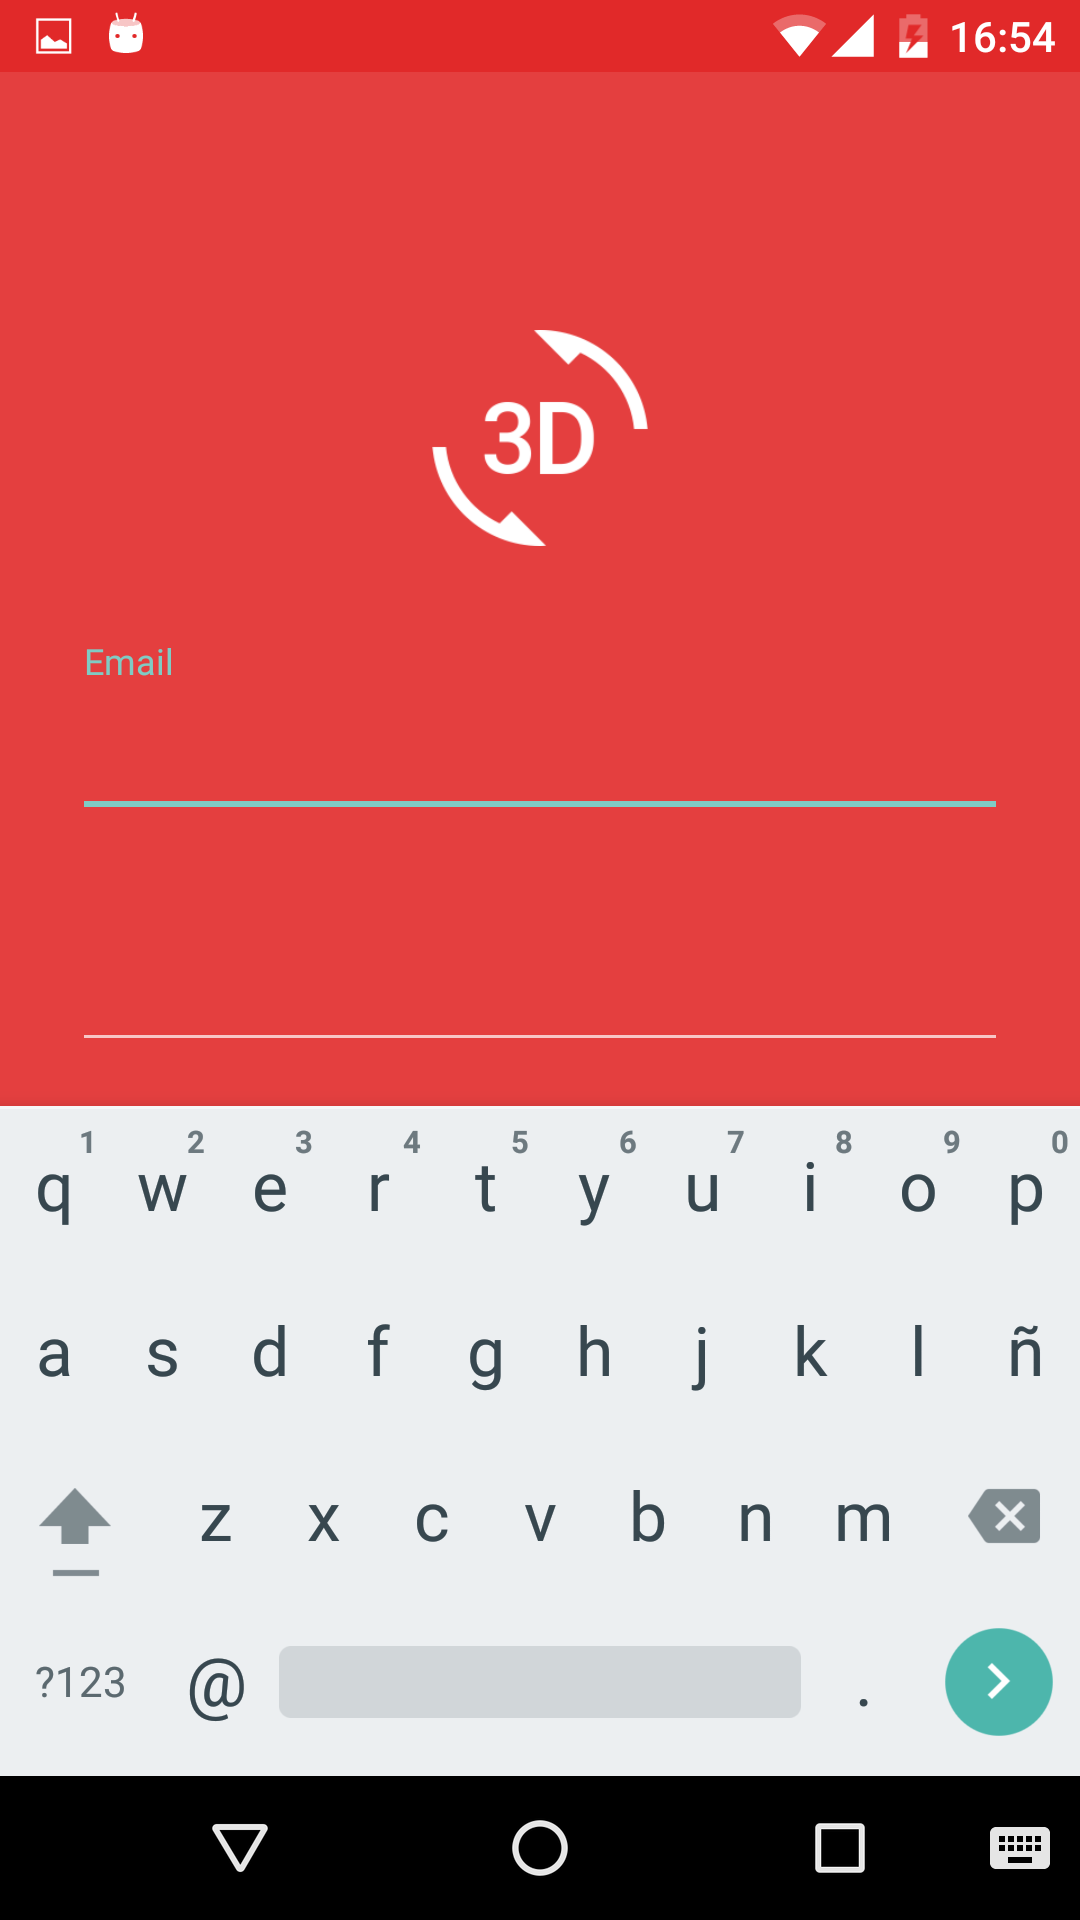 16:54
3D
Email
1 2 3 4 5 6 7 8 9 0
q w e r t y u i o p
a s d f g h j k l ñ
z x c v b n m
?123 @ .